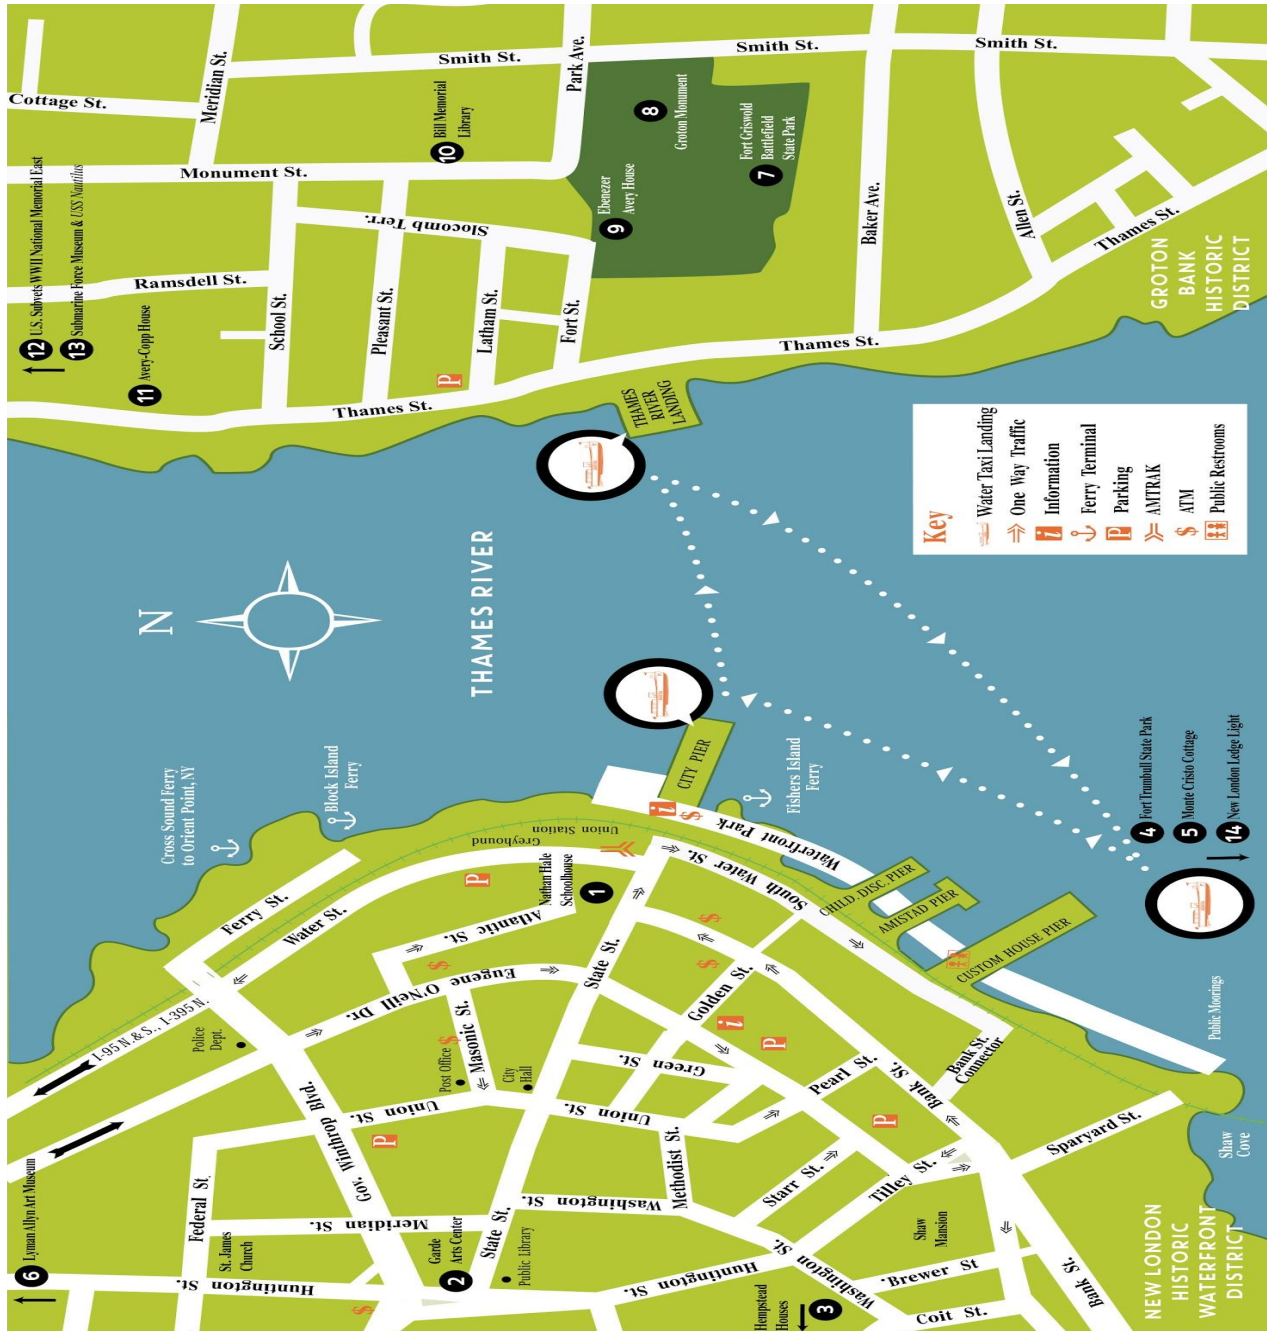 Cottage St.
Meridian St.
Smith St.
Park Ave.
Smith St.
Smith St.
12 U.S. Subvets WWII National Memorial East
13 Submarine Force Museum & USS Nautilus
Monument St.
10 Bill Memorial
Library
8
Groton Monument
7 Fort Griswold
Battlefield
State Park
9 Ebenezer
Avery House
Slocomb Terr.
Ramsdell St.
11 Avery-Copp House
School St.
Pleasant St.
Latham St.
Fort St.
Baker Ave.
Allen St.
Thames St.
Thames St.
Thames St.
P
GROTON
BANK
HISTORIC
DISTRICT
THAMES
RIVER
LANDING
N
THAMES RIVER
Key
Water Taxi Landing
One Way Traffic
i Information
Ferry Terminal
P Parking
AMTRAK
$ ATM
Public Restrooms
Cross Sound Ferry
to Orient Point, NY
Block Island
Ferry
CITY PIER
Fishers Island
Ferry
4 Fort Trumbull State Park
5 Monte Cristo Cottage
14 New London Ledge Light
Union Station
Greyhound
i
$
Waterfront Park
CHILD. DISC. PIER
AMISTAD PIER
CUSTOM HOUSE PIER
Public Moorings
Shaw
Cove
Ferry St.
Water St.
P
Nathan Hale
Schoolhouse
1
South Water St.
Atlantic St.
I-95 N.& S., I-395 N.
Police
Dept.
Eugene O'Neill Dr.
$
State St.
$
$
Golden St.
i
P
Masonic St.
Post Office
$
City
Hall
Green St.
Pearl St.
Bank St.
Bank St.
Connector
P
Gov. Winthrop Blvd.
Union St.
Union St.
P
Methodist St.
Starr St.
Tilley St.
Sparyard St.
6 Lyman Allyn Art Museum
Federal St.
St. James
Church
Meridian St.
Garde
Arts Center
2
State St.
Public Library
Washington St.
Washington St.
Huntington St.
Huntington St.
$
Hempstead
Houses
3
Shaw
Mansion
Brewer St
Coit St.
Bank St.
NEW LONDON
HISTORIC
WATERFRONT
DISTRICT